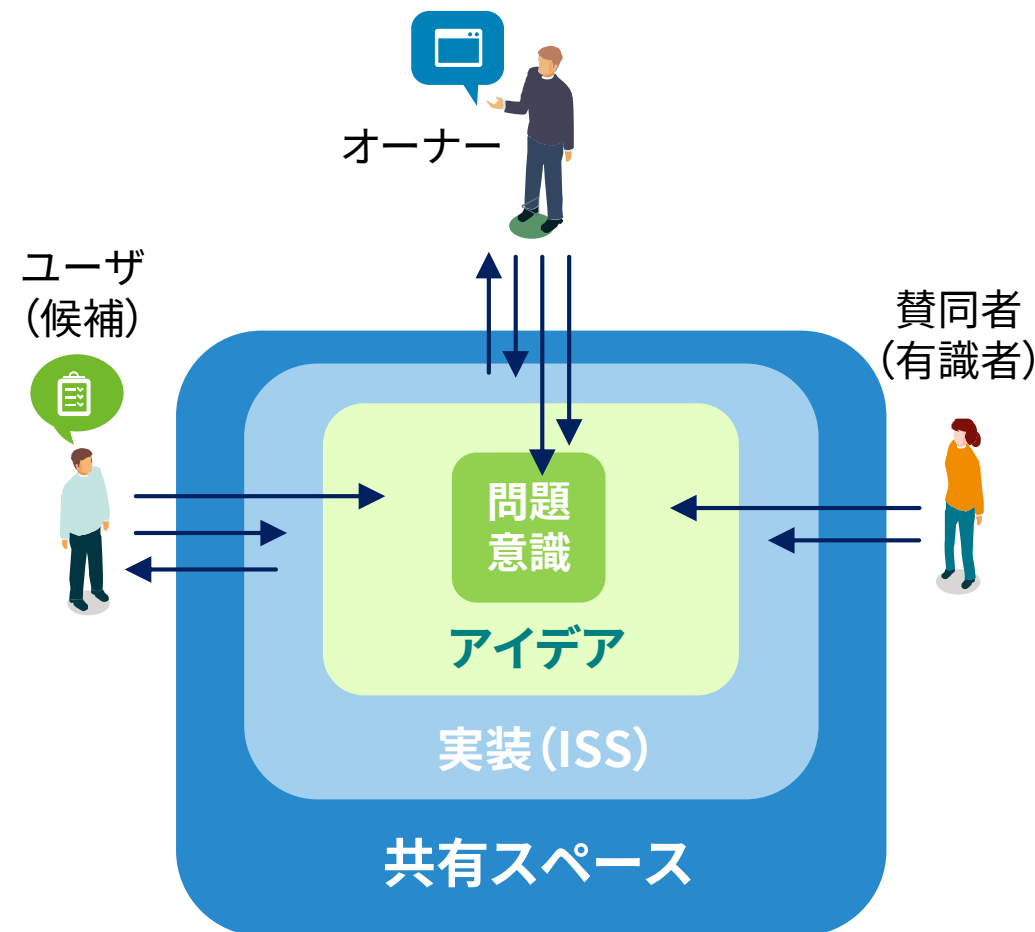 オーナー
ユーザ
（候補）
賛同者
（有識者）
問題
意識
アイデア
実装（ISS）
共有スペース